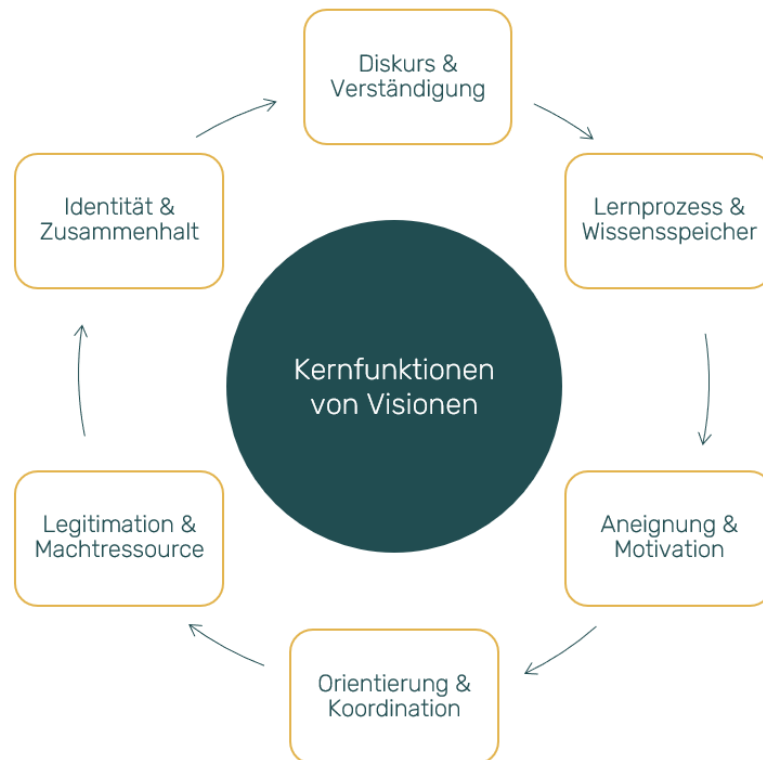 Diskurs &
Verständigung
Identität &
Zusammenhalt
Lernprozess &
Wissensspeicher
Kernfunktionen
von Visionen
Legitimation &
Machtressource
Aneignung &
Motivation
Orientierung &
Koordination